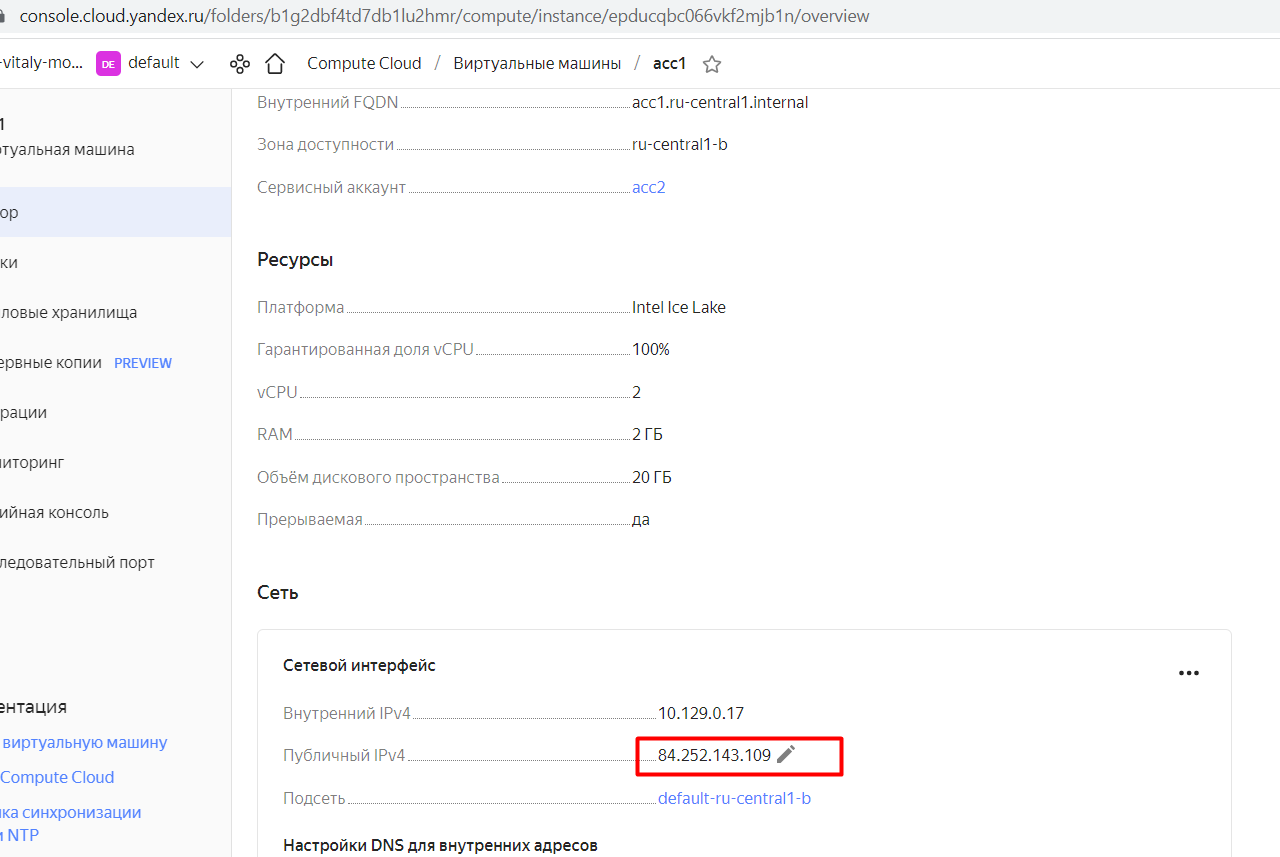 console.cloud.yandex.ru/folders/b1g2dbf4td7db1lu2hmr/compute/instance/epducqbc066vkf2mjb1n/overview
-vitaly-mo... DE default Compute Cloud / Виртуальные машины / acc1
1
отуальная машина
ор
ки
ловые хранилища
ервные копии PREVIEW
рации
ниторинг
ийная консоль
ледовательный порт
ентация
виртуальную машину
Compute Cloud
ка синхронизации
и NTP
Внутренний FQDN acc1.ru-central1.internal
Зона доступности ru-central1-b
Сервисный аккаунт acc2
Ресурсы
Платформа Intel Ice Lake
Гарантированная доля vCPU 100%
vCPU 2
RAM 2 ГБ
Объём дискового пространства 20 ГБ
Прерываемая да
Сеть
Сетевой интерфейс
Внутренний IPv4 10.129.0.17
Публичный IPv4 84.252.143.109
Подсеть default-ru-central1-b
Настройки DNS для внутренних адресов